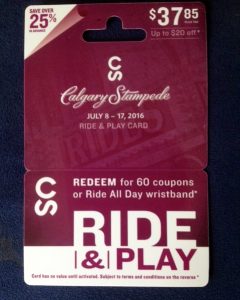 SAVE OVER
25%
IN ADVANCE
$37.85
Up to $20 off*
CS
Calgary Stampede
JULY 8 – 17, 2016
RIDE & PLAY CARD
CS
REDEEM for 60 coupons
or Ride All Day wristband*
RIDE
& PLAY
Card has no value until activated. Subject to terms and conditions on the reverse *